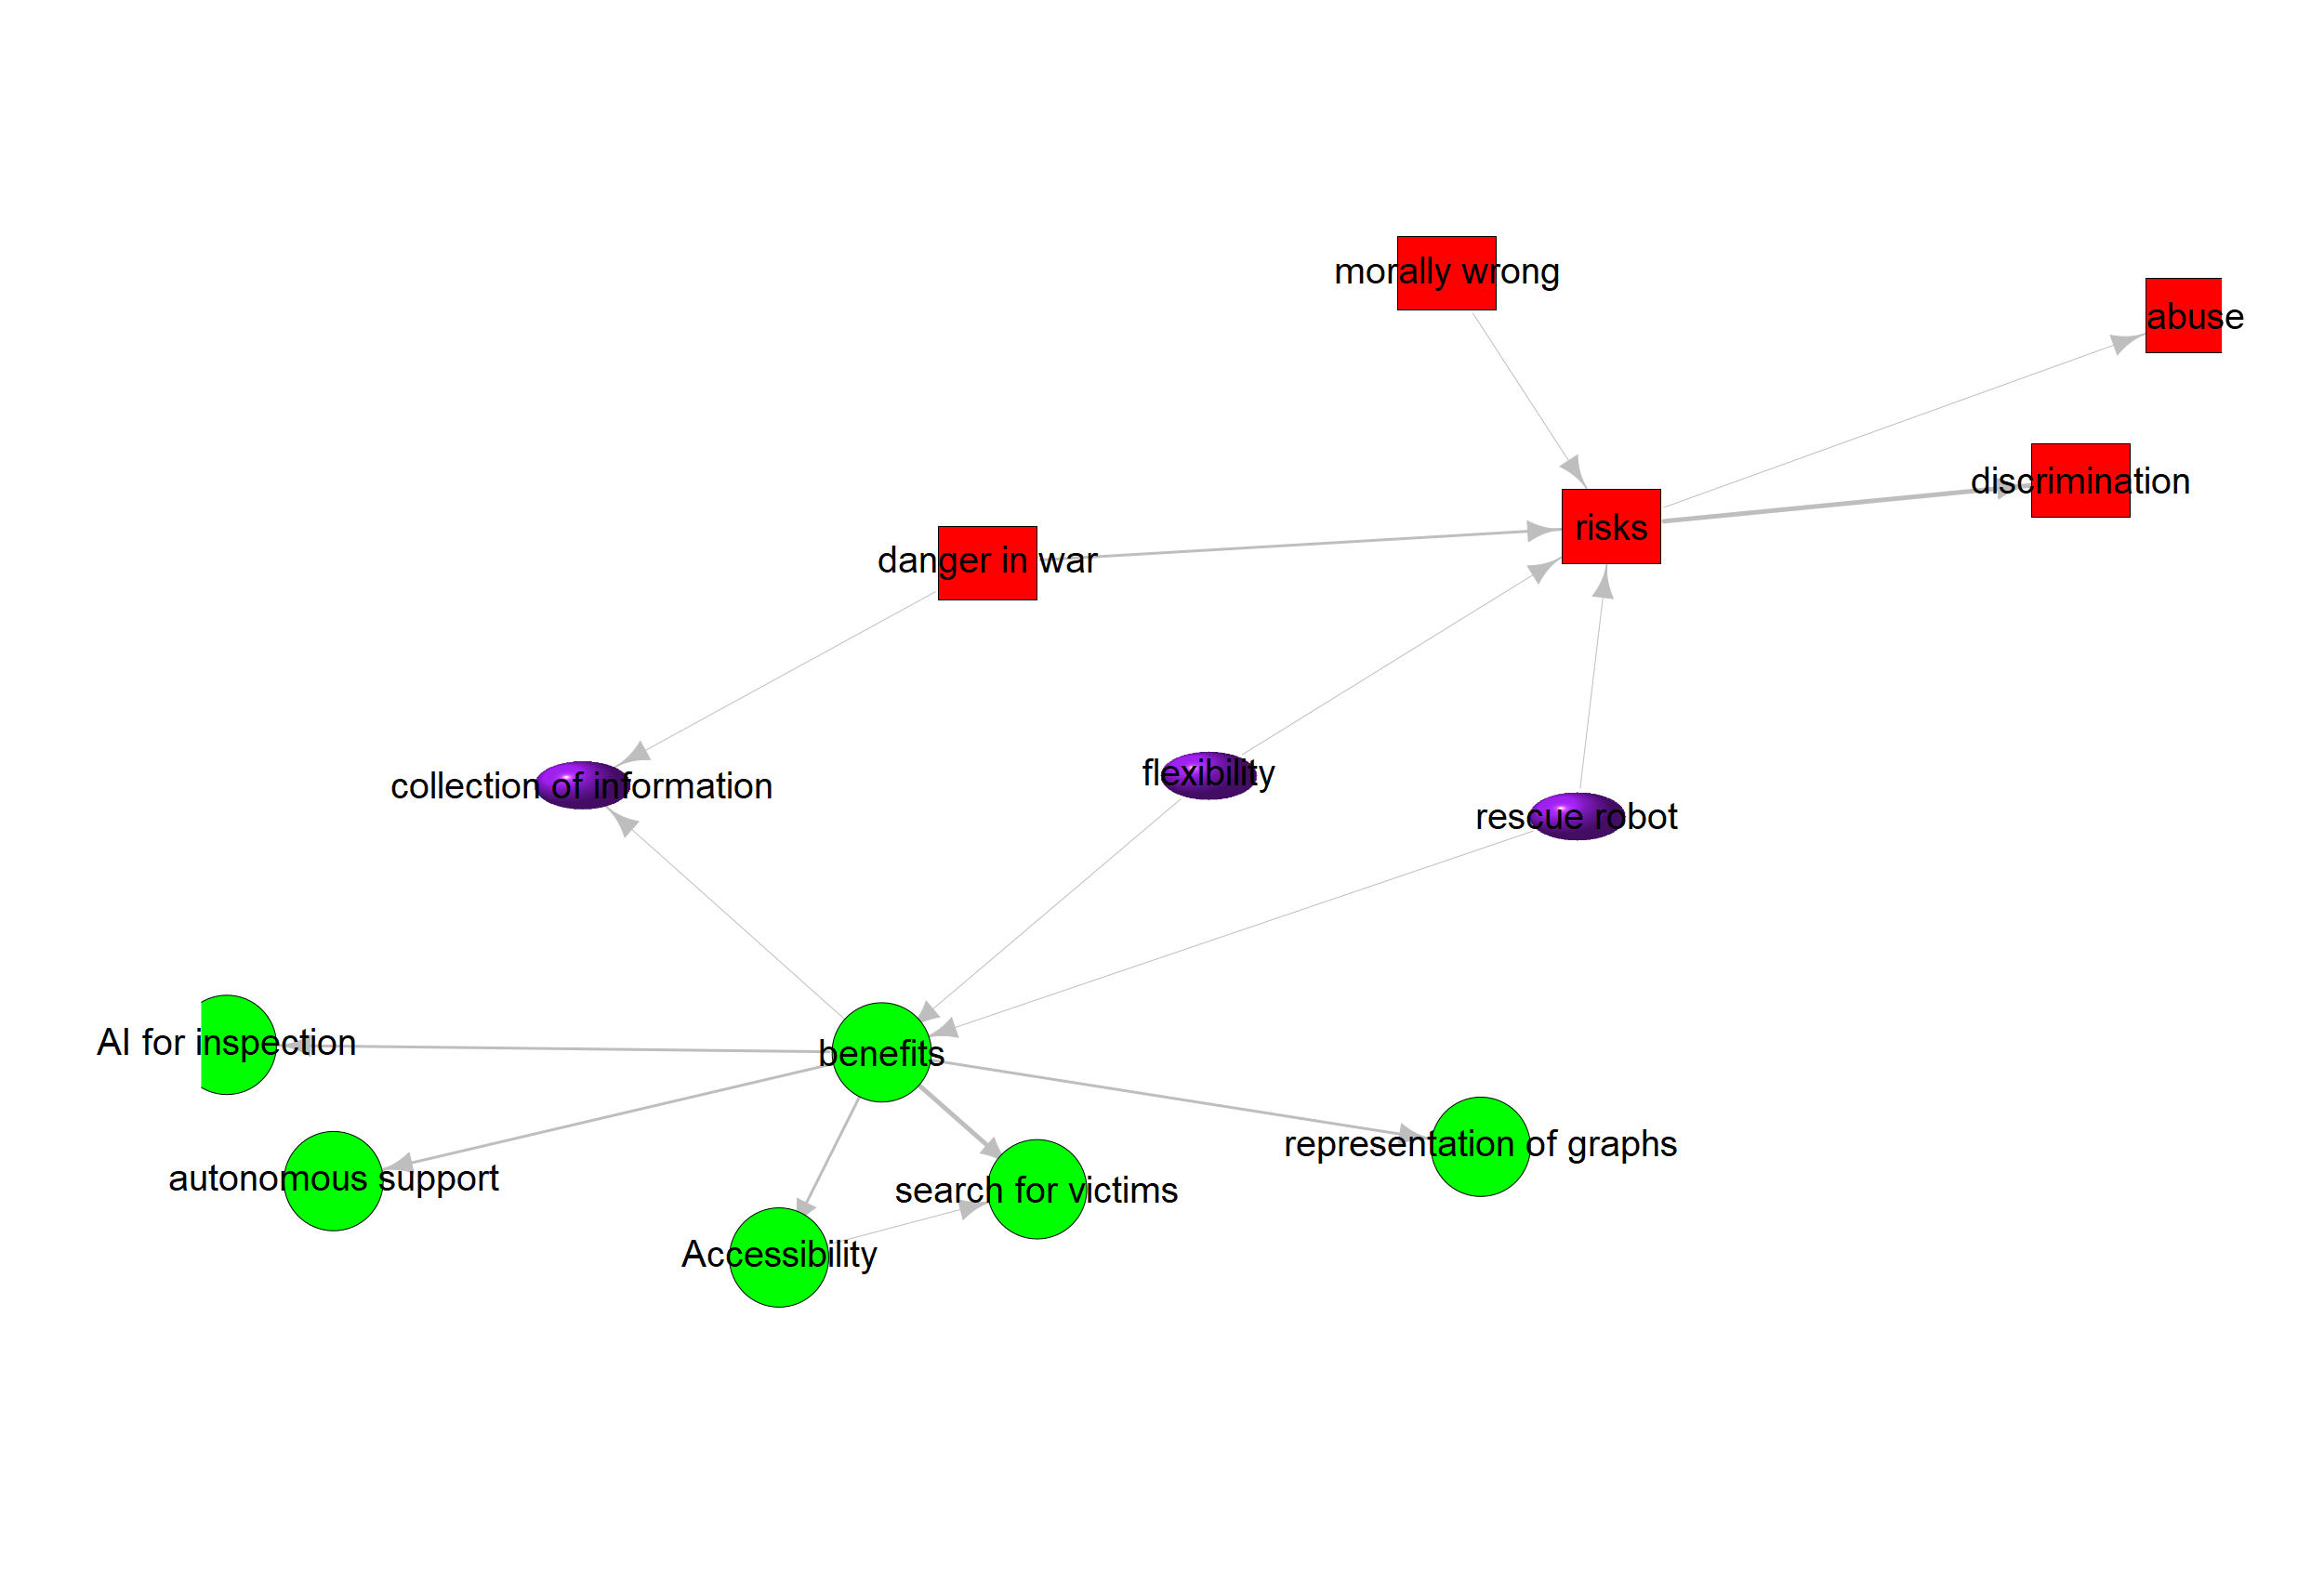 morally wrong
abuse
discrimination
risks
danger in war
collection of information
flexibility
rescue robot
AI for inspection
benefits
representation of graphs
autonomous support
search for victims
Accessibility